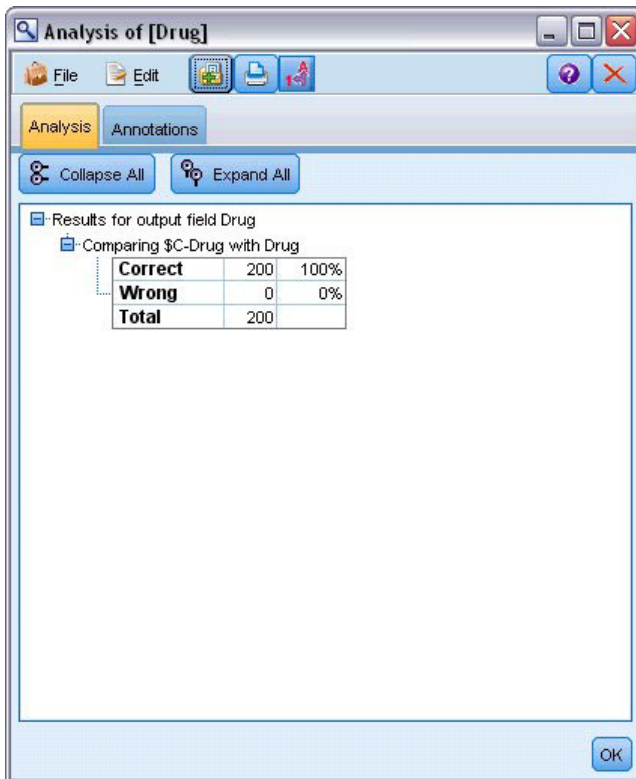 Analysis of [Drug]
File Edit
Analysis Annotations
Collapse All Expand All
Results for output field Drug
Comparing $C-Drug with Drug
Correct 200 100%
Wrong 0 0%
Total 200
OK